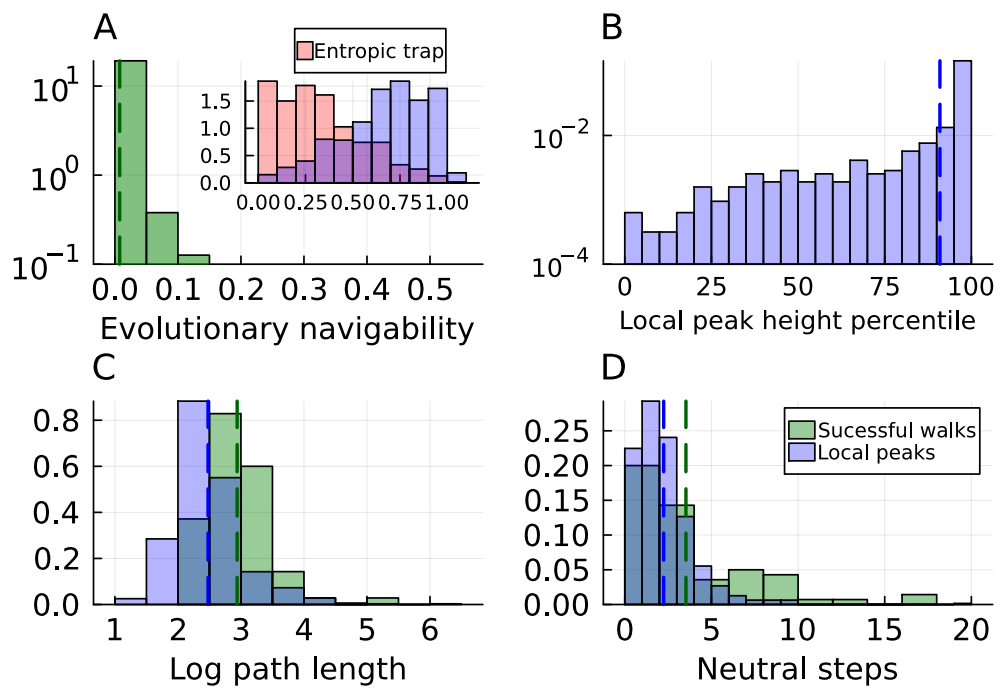 A
Entropic trap
10¹
10⁰
10⁻¹
1.5
1.0
0.5
0.0
0.00 0.25 0.50 0.75 1.00
0.0 0.1 0.2 0.3 0.4 0.5
Evolutionary navigability
B
10⁻²
10⁻⁴
0 25 50 75 100
Local peak height percentile
C
0.8
0.6
0.4
0.2
0.0
1 2 3 4 5 6
Log path length
D
Sucessful walks
Local peaks
0.25
0.20
0.15
0.10
0.05
0.00
0 5 10 15 20
Neutral steps